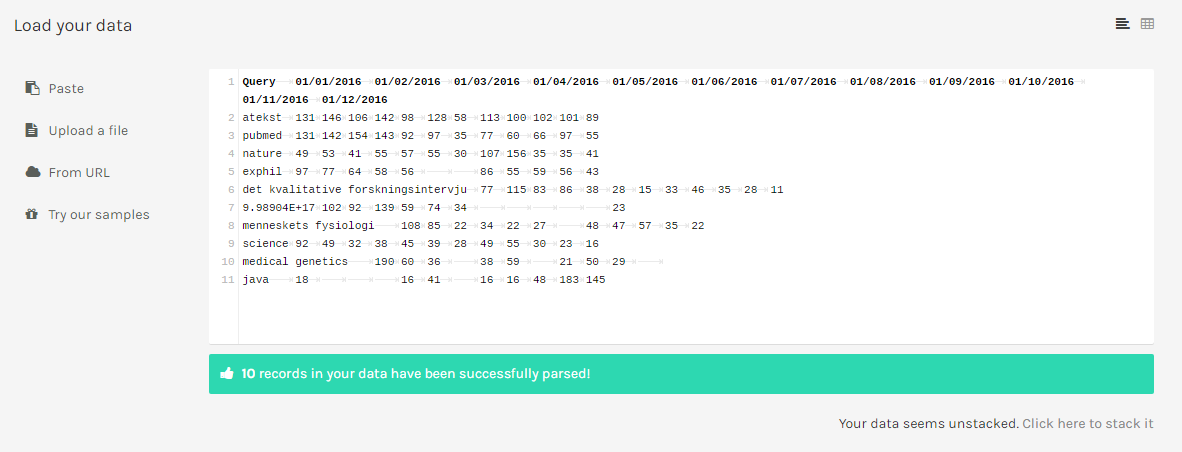 Load your data
Paste
Upload a file
From URL
Try our samples
1 Query 01/01/2016 01/02/2016 01/03/2016 01/04/2016 01/05/2016 01/06/2016 01/07/2016 01/08/2016 01/09/2016 01/10/2016
01/11/2016 01/12/2016
2 atekst 131 146 106 142 98 128 58 113 100 102 101 89
3 pubmed 131 142 154 143 92 97 35 77 60 66 97 55
4 nature 49 53 41 55 57 55 30 107 156 35 35 41
5 exphil 97 77 64 58 56 86 55 59 56 43
6 det kvalitative forskningsintervju 77 115 83 86 38 28 15 33 46 35 28 11
7 9.98904E+17 102 92 139 59 74 34 23
8 menneskets fysiologi 108 85 22 34 22 27 48 47 57 35 22
9 science 92 49 32 38 45 39 28 49 55 30 23 16
10 medical genetics 190 60 36 38 59 21 50 29
11 java 18 16 41 16 16 48 183 145
10 records in your data have been successfully parsed!
Your data seems unstacked. Click here to stack it